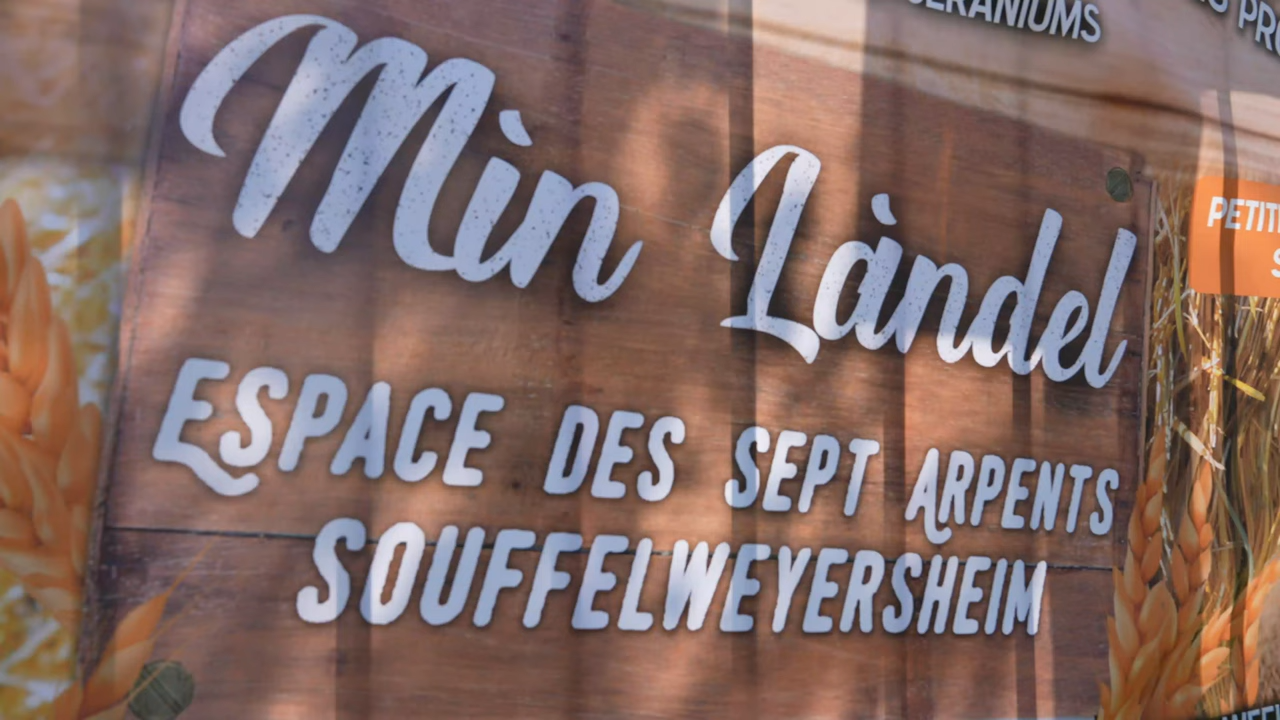 GERANIUMS
Min Làndel
ESPACE DES SEPT ARPENTS
SOUFFELWEYERSHEIM